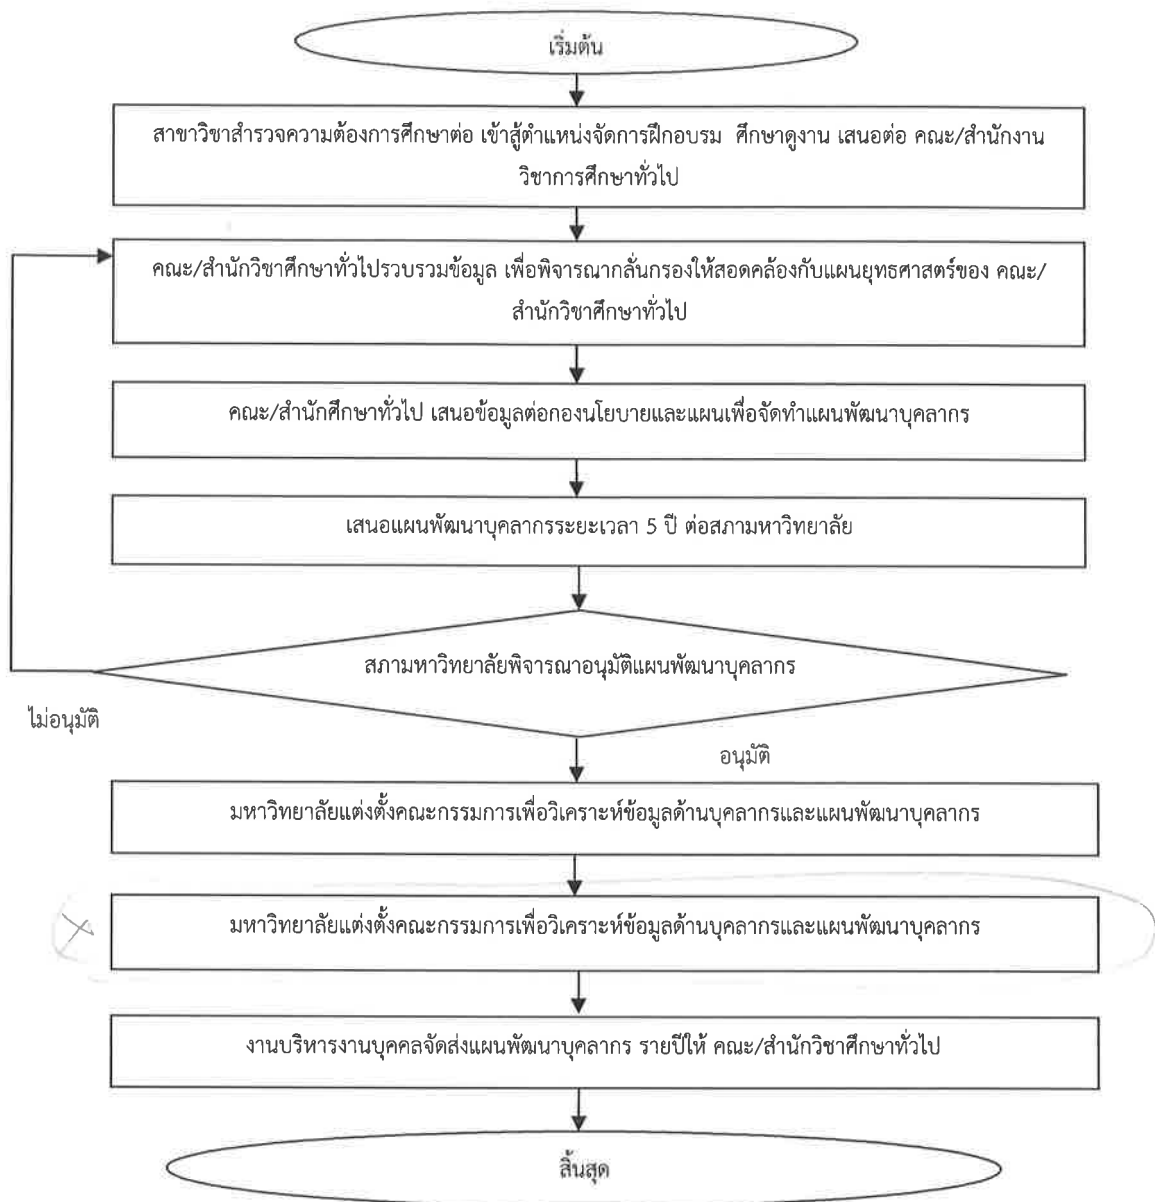 เริ่มต้น
สาขาวิชาสำรวจความต้องการศึกษาต่อ เข้าสู้ตำแหน่งจัดการฝึกอบรม ศึกษาดูงาน เสนอต่อ คณะ/สำนักงาน
วิชาการศึกษาทั่วไป
คณะ/สำนักวิชาศึกษาทั่วไปรวบรวมข้อมูล เพื่อพิจารณากลั่นกรองให้สอดคล้องกับแผนยุทธศาสตร์ของ คณะ/
สำนักวิชาศึกษาทั่วไป
คณะ/สำนักศึกษาทั่วไป เสนอข้อมูลต่อกองนโยบายและแผนเพื่อจัดทำแผนพัฒนาบุคลากร
เสนอแผนพัฒนาบุคลากรระยะเวลา 5 ปี ต่อสภามหาวิทยาลัย
สภามหาวิทยาลัยพิจารณาอนุมัติแผนพัฒนาบุคลากร
ไม่อนุมัติ
อนุมัติ
มหาวิทยาลัยแต่งตั้งคณะกรรมการเพื่อวิเคราะห์ข้อมูลด้านบุคลากรและแผนพัฒนาบุคลากร
มหาวิทยาลัยแต่งตั้งคณะกรรมการเพื่อวิเคราะห์ข้อมูลด้านบุคลากรและแผนพัฒนาบุคลากร
งานบริหารงานบุคคลจัดส่งแผนพัฒนาบุคลากร รายปีให้ คณะ/สำนักวิชาศึกษาทั่วไป
สิ้นสุด